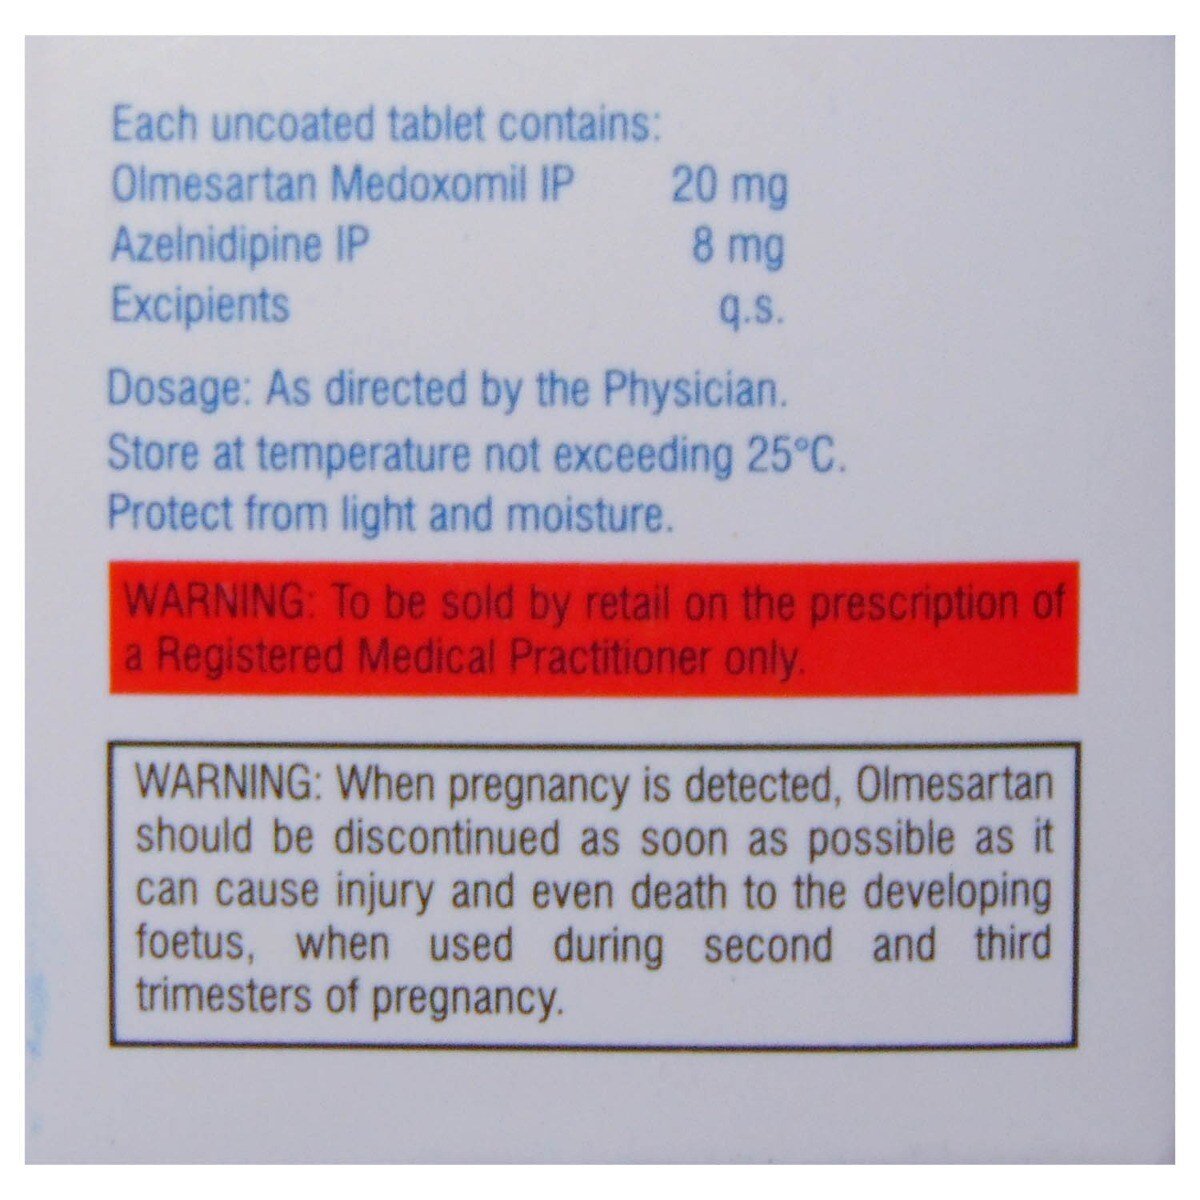 Each uncoated tablet contains:
Olmesartan Medoxomil IP 20 mg
Azelnidipine IP 8 mg
Excipients q.s.
Dosage: As directed by the Physician.
Store at temperature not exceeding 25°C.
Protect from light and moisture.
WARNING: To be sold by retail on the prescription of
a Registered Medical Practitioner only.
WARNING: When pregnancy is detected, Olmesartan
should be discontinued as soon as possible as it
can cause injury and even death to the developing
foetus, when used during second and third
trimesters of pregnancy.